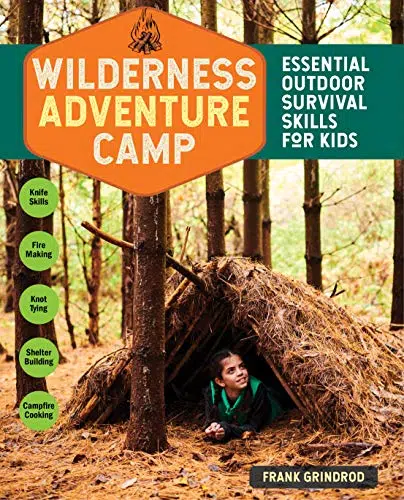 WILDERNESS
ADVENTURE
CAMP
ESSENTIAL
OUTDOOR
SURVIVAL
SKILLS
FOR KIDS
Knife
Skills
Fire
Making
Knot
Tying
Shelter
Building
Campfire
Cooking
FRANK GRINDROD